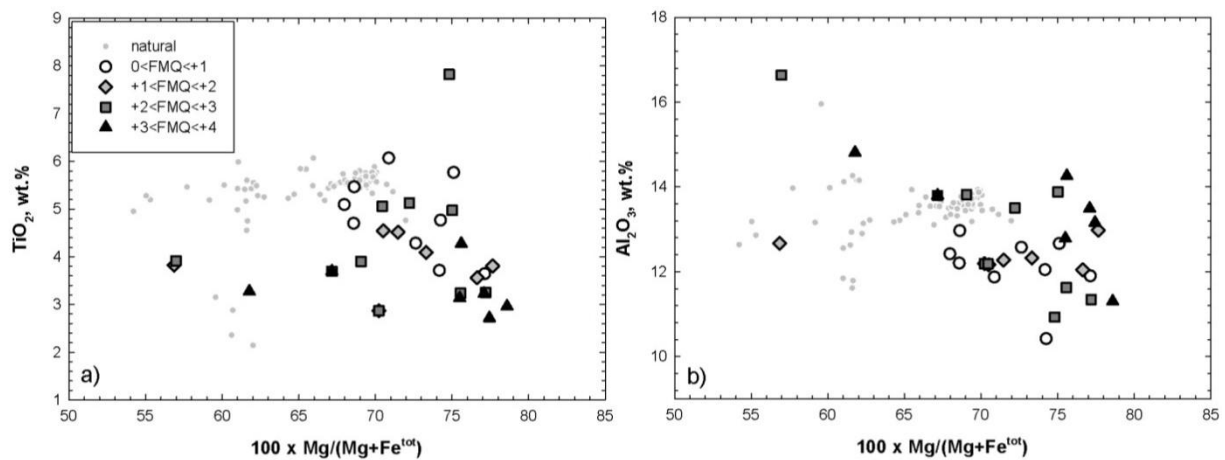 9
8
7
6
5
4
3
2
1
TiO₂, wt.%
natural
0<FMQ<+1
+1<FMQ<+2
+2<FMQ<+3
+3<FMQ<+4
a)
50 55 60 65 70 75 80 85
100 x Mg/(Mg+Feᵗᵒᵗ)
18
16
14
12
10
Al₂O₃, wt.%
b)
50 55 60 65 70 75 80 85
100 x Mg/(Mg+Feᵗᵒᵗ)